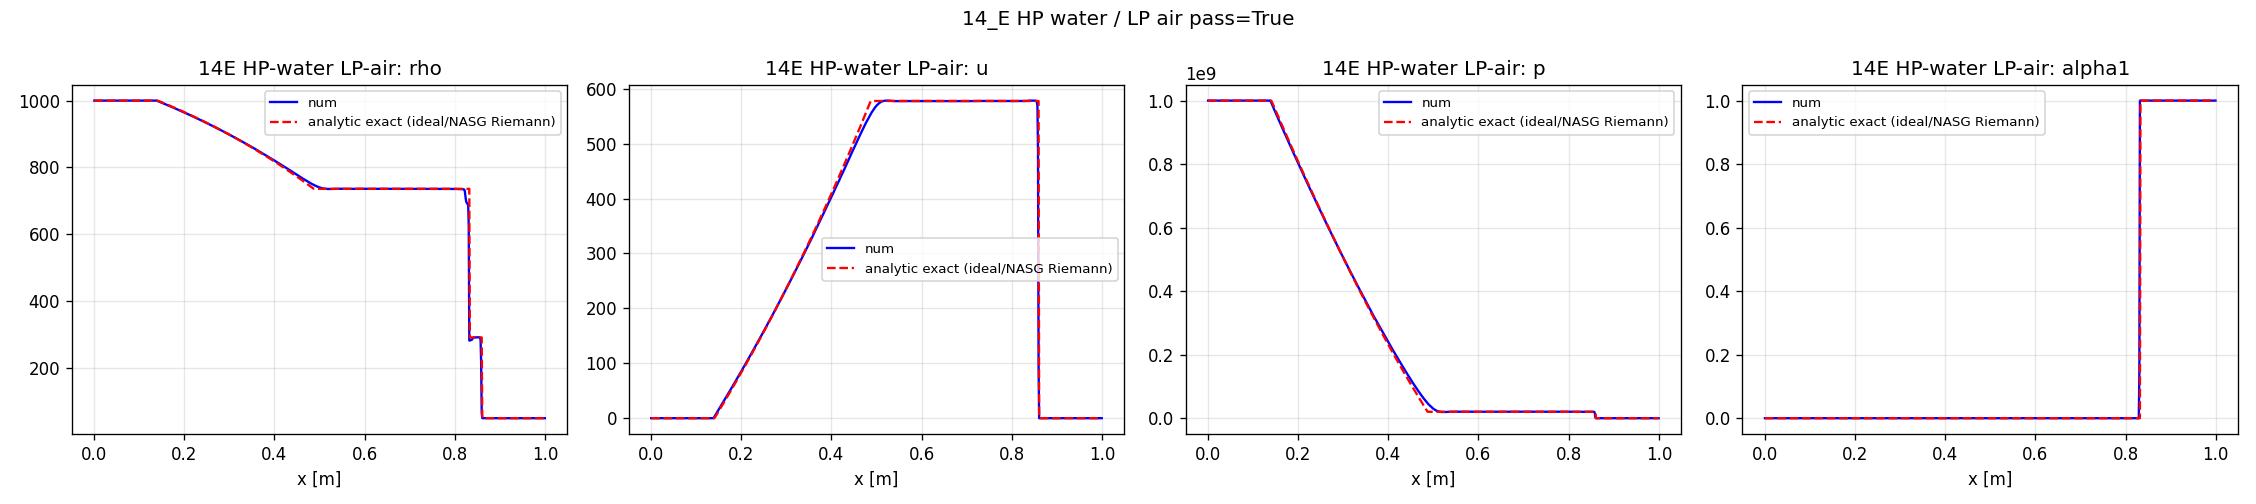 14_E HP water / LP air pass=True
14E HP-water LP-air: rho
num
analytic exact (ideal/NASG Riemann)
1000
800
600
400
200
0.0 0.2 0.4 0.6 0.8 1.0
x [m]
14E HP-water LP-air: u
num
analytic exact (ideal/NASG Riemann)
600
500
400
300
200
100
0
0.0 0.2 0.4 0.6 0.8 1.0
x [m]
14E HP-water LP-air: p
1e9
num
analytic exact (ideal/NASG Riemann)
1.0
0.8
0.6
0.4
0.2
0.0
0.0 0.2 0.4 0.6 0.8 1.0
x [m]
14E HP-water LP-air: alpha1
num
analytic exact (ideal/NASG Riemann)
1.0
0.8
0.6
0.4
0.2
0.0
0.0 0.2 0.4 0.6 0.8 1.0
x [m]